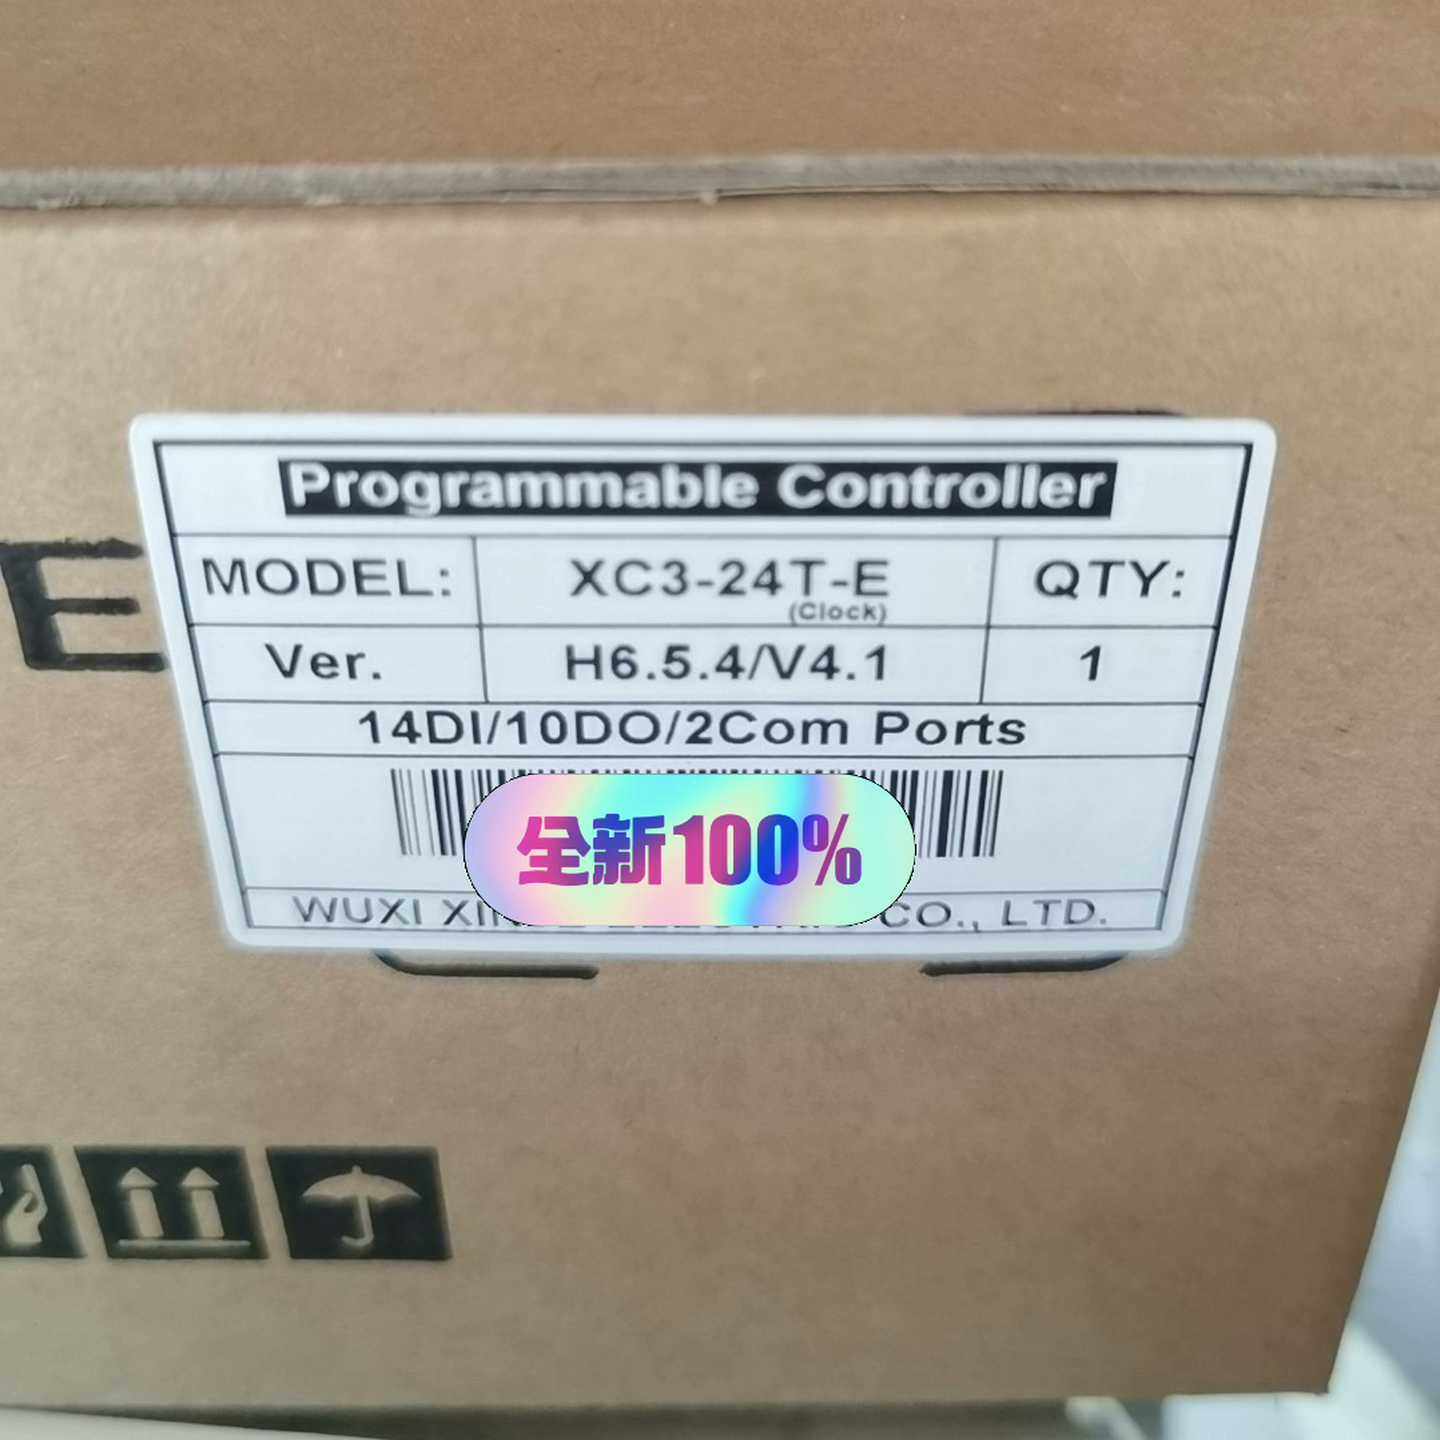 Programmable Controller
MODEL: XC3-24T-E QTY:
(Clock)
Ver. H6.5.4/V4.1 1
14DI/10DO/2Com Ports
全新100%
WUXI CO., LTD.
E